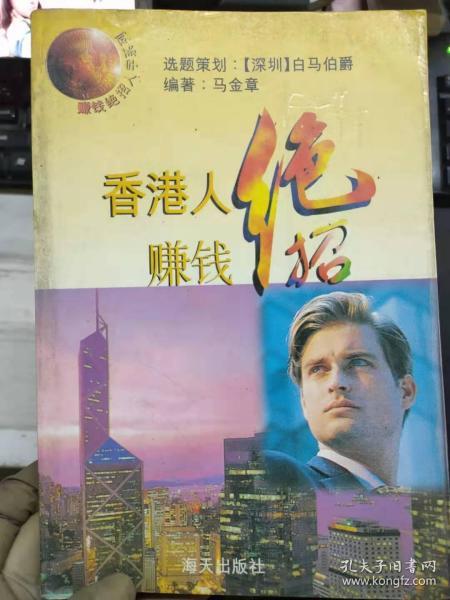 选题策划:【深圳】白马伯爵
编著:马金章
赚钱绝招
香港人
赚钱
绝招
海天出版社
孔夫子旧书网
www.kongfz.com